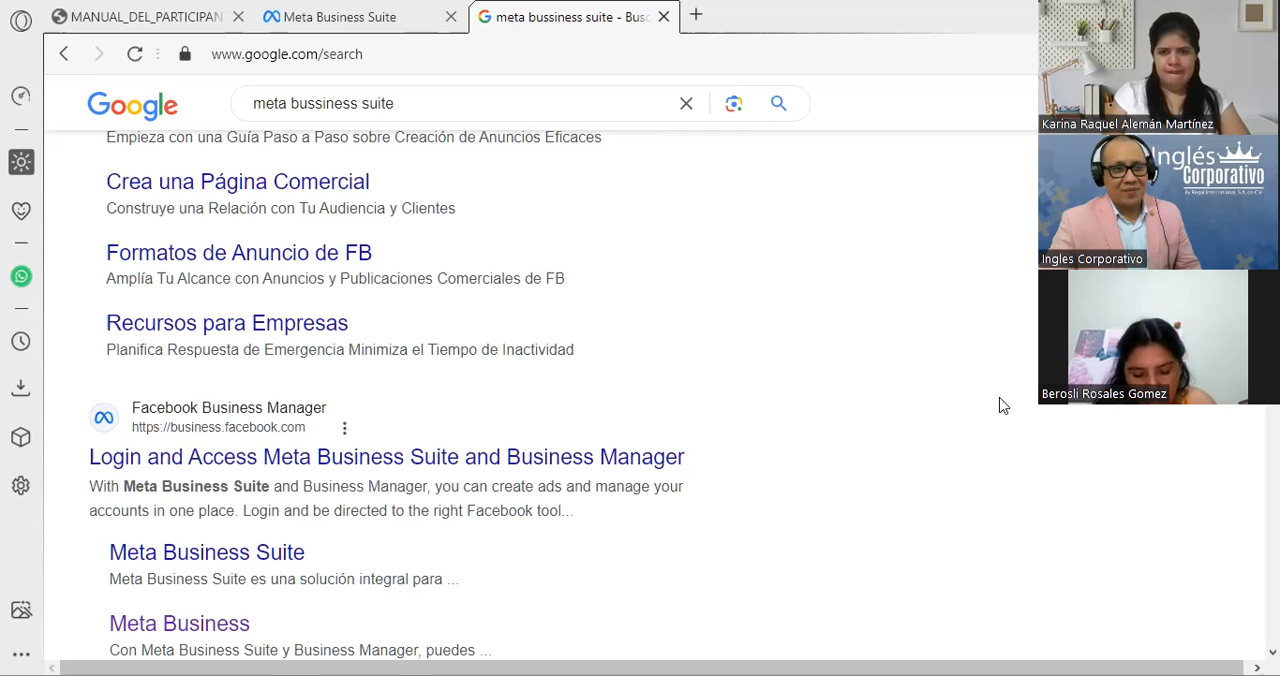 MANUAL_DEL_PARTICIPAN
Meta Business Suite
meta bussiness suite - Busc
www.google.com/search
Google
meta bussiness suite
Empieza con una Guía Paso a Paso sobre Creación de Anuncios Eficaces
Crea una Página Comercial
Construye una Relación con Tu Audiencia y Clientes
Formatos de Anuncio de FB
Amplía Tu Alcance con Anuncios y Publicaciones Comerciales de FB
Recursos para Empresas
Planifica Respuesta de Emergencia Minimiza el Tiempo de Inactividad
Facebook Business Manager
https://business.facebook.com
Login and Access Meta Business Suite and Business Manager
With Meta Business Suite and Business Manager, you can create ads and manage your
accounts in one place. Login and be directed to the right Facebook tool...
Meta Business Suite
Meta Business Suite es una solución integral para ...
Meta Business
Con Meta Business Suite y Business Manager, puedes ...
Karina Raquel Alemán Martínez
Inglés
Corporativo
By Regal International, S.A. de C.V.
Ingles Corporativo
Berosli Rosales Gomez